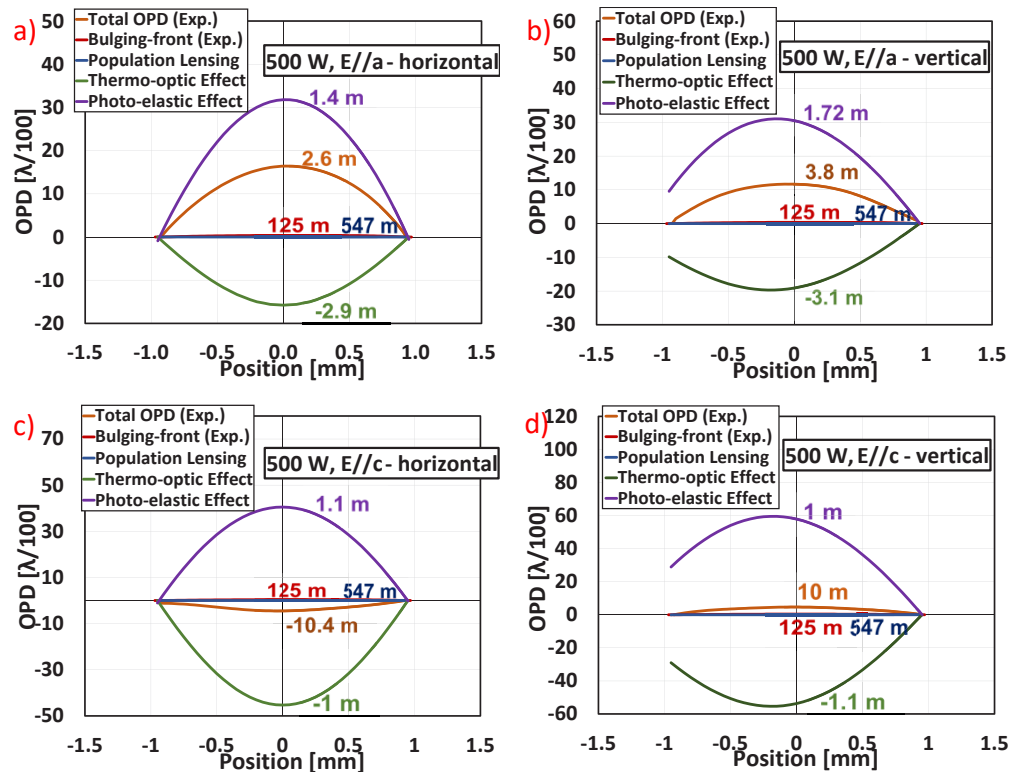 a)
50
40
30
20
10
0
-10
-20
OPD [λ/100]
Total OPD (Exp.)
Bulging-front (Exp.)
Population Lensing
Thermo-optic Effect
Photo-elastic Effect
500 W, E//a - horizontal
1.4 m
2.6 m
125 m
547 m
-2.9 m
-1.5 -1.0 -0.5 0.0 0.5 1.0 1.5
Position [mm]
b)
60
50
40
30
20
10
0
-10
-20
-30
OPD [λ/100]
Total OPD (Exp.)
Bulging-front (Exp.)
Population Lensing
Thermo-optic Effect
Photo-elastic Effect
500 W, E//a - vertical
1.72 m
3.8 m
125 m
547 m
-3.1 m
-1.5 -1 -0.5 0 0.5 1 1.5
Position [mm]
c)
70
50
30
10
-10
-30
-50
OPD [λ/100]
Total OPD (Exp.)
Bulging-front (Exp.)
Population Lensing
Thermo-optic Effect
Photo-elastic Effect
500 W, E//c - horizontal
1.1 m
125 m
547 m
-10.4 m
-1 m
-1.5 -1 -0.5 0 0.5 1 1.5
Position [mm]
d)
120
100
80
60
40
20
0
-20
-40
-60
OPD [λ/100]
Total OPD (Exp.)
Bulging-front (Exp.)
Population Lensing
Thermo-optic Effect
Photo-elastic Effect
500 W, E//c - vertical
1 m
10 m
125 m
547 m
-1.1 m
-1.5 -1 -0.5 0 0.5 1 1.5
Position [mm]